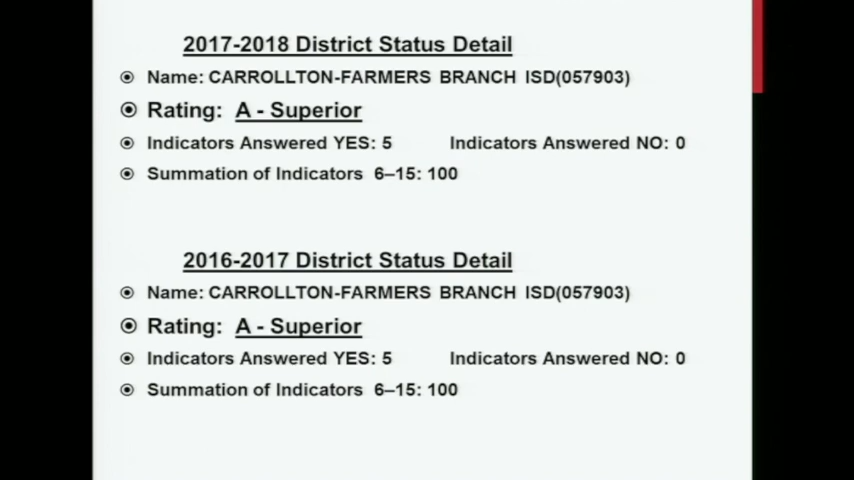 2017-2018 District Status Detail
Name: CARROLLTON-FARMERS BRANCH ISD(057903)
Rating: A - Superior
Indicators Answered YES: 5 Indicators Answered NO: 0
Summation of Indicators 6–15: 100
2016-2017 District Status Detail
Name: CARROLLTON-FARMERS BRANCH ISD(057903)
Rating: A - Superior
Indicators Answered YES: 5 Indicators Answered NO: 0
Summation of Indicators 6–15: 100